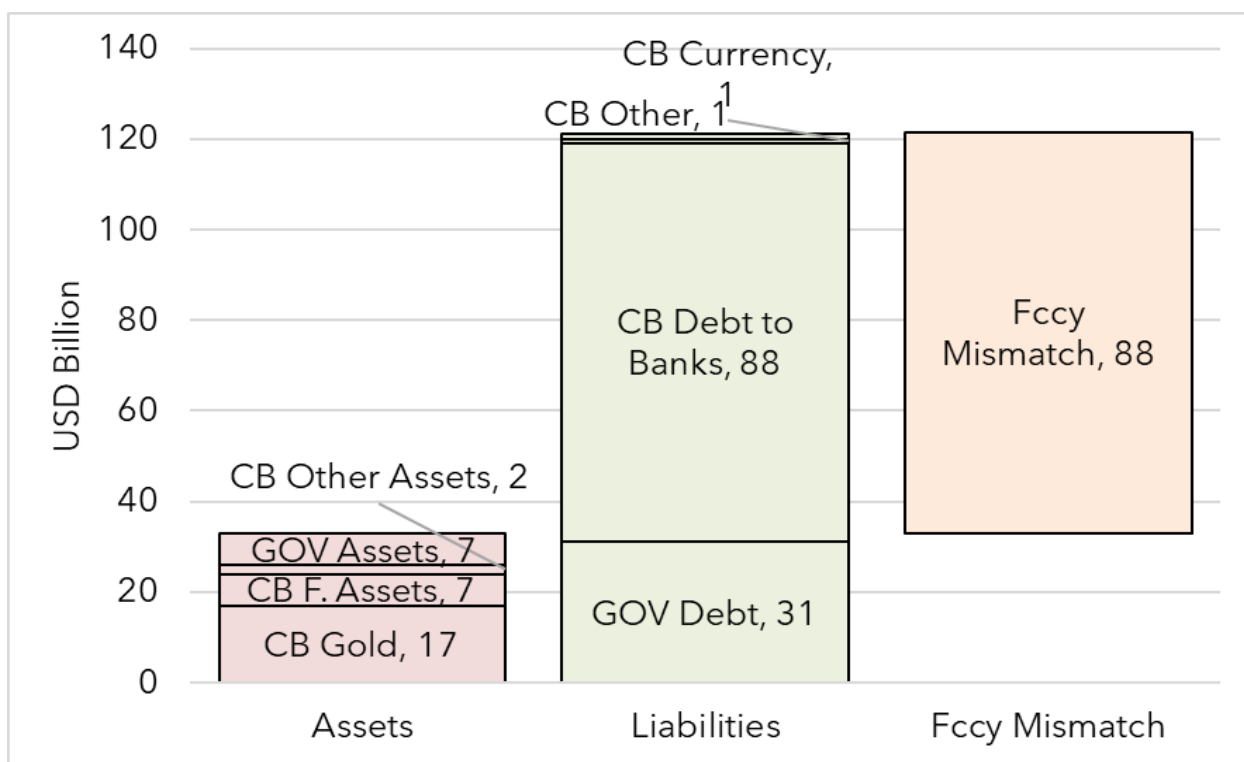 140
CB Currency,
1
CB Other, 1
120
100
USD Billion
80
CB Debt to
Banks, 88
Fccy
Mismatch, 88
60
CB Other Assets, 2
40
GOV Assets, 7
CB F. Assets, 7
20
GOV Debt, 31
CB Gold, 17
0
Assets
Liabilities
Fccy Mismatch